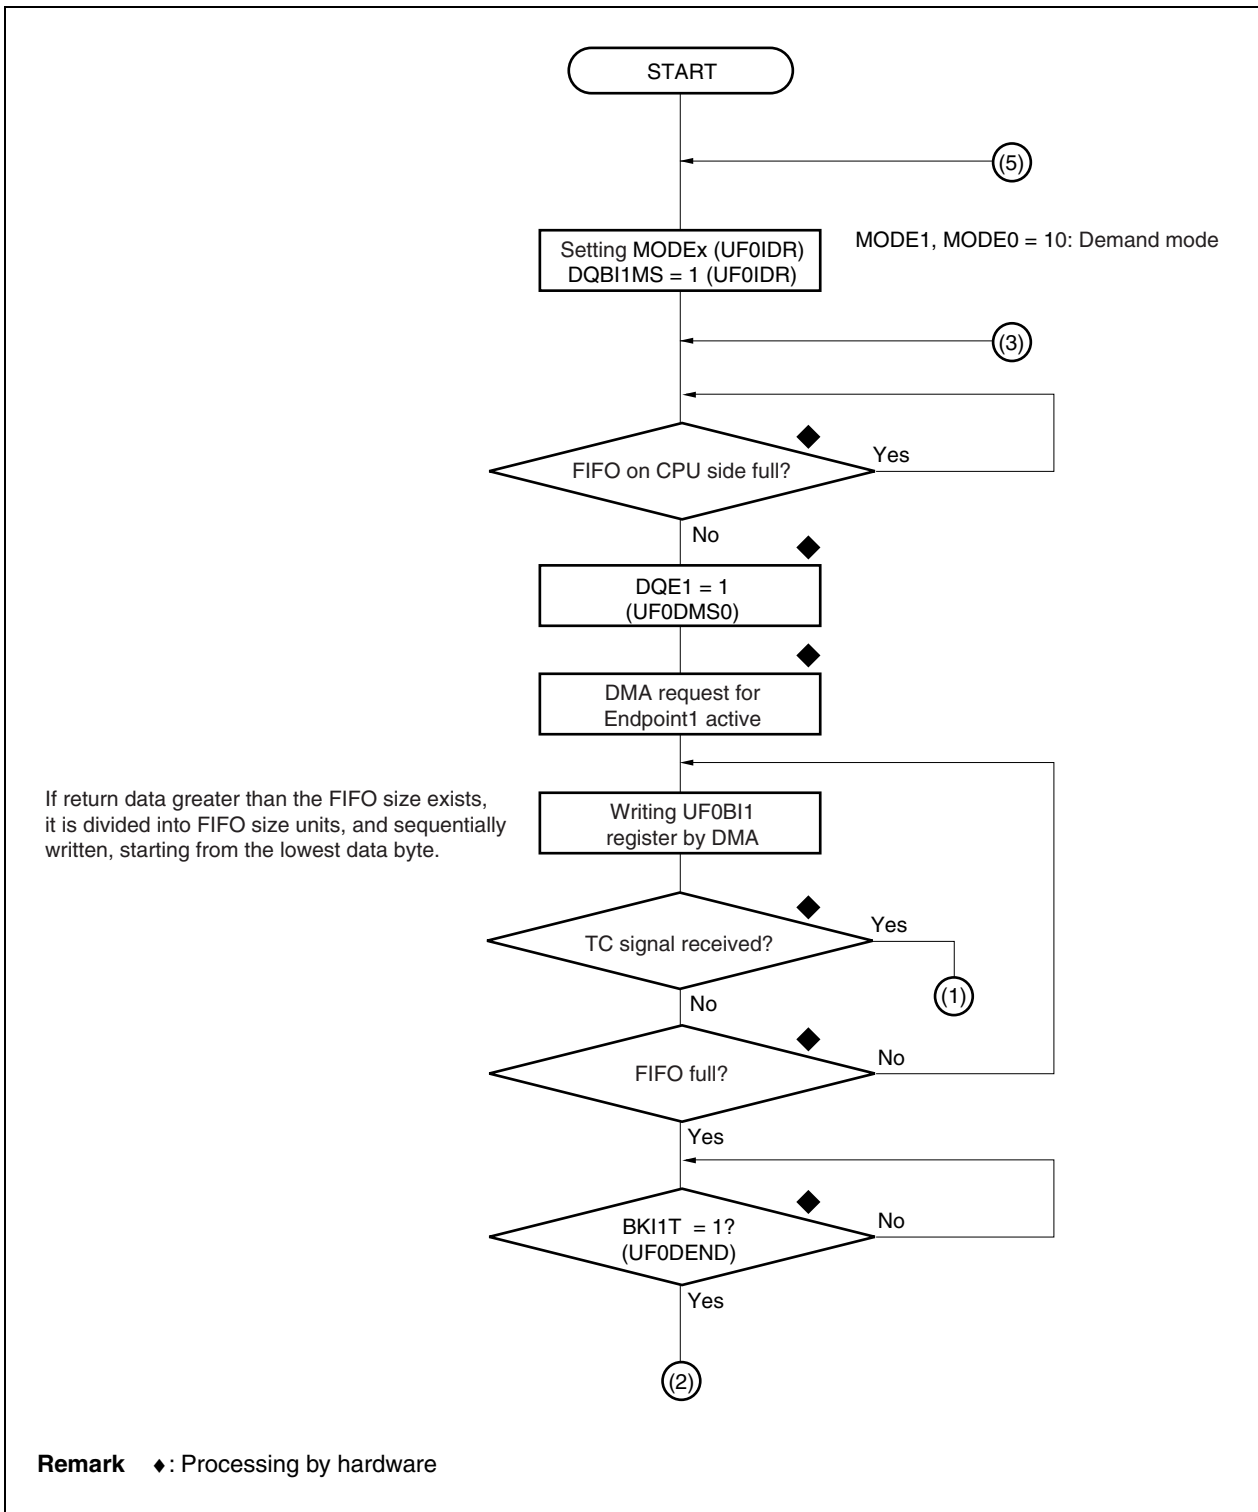 START
(5)
Setting MODEx (UF0IDR)
DQBI1MS = 1 (UF0IDR)
MODE1, MODE0 = 10: Demand mode
(3)
FIFO on CPU side full?
Yes
No
DQE1 = 1
(UF0DMS0)
DMA request for
Endpoint1 active
If return data greater than the FIFO size exists,
it is divided into FIFO size units, and sequentially
written, starting from the lowest data byte.
Writing UF0BI1
register by DMA
TC signal received?
Yes
(1)
No
FIFO full?
No
Yes
BKI1T = 1?
(UF0DEND)
No
Yes
(2)
Remark ♦: Processing by hardware